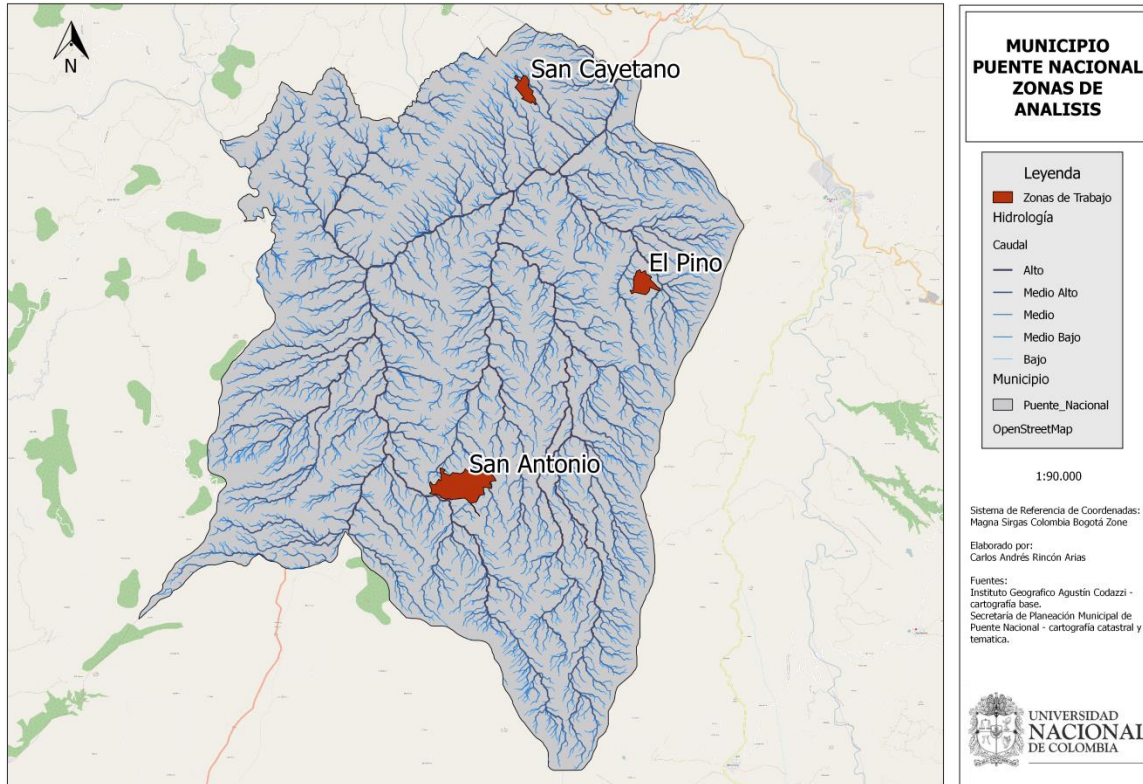 N
San Cayetano
El Pino
San Antonio
MUNICIPIO
PUENTE NACIONAL
ZONAS DE
ANALISIS
Leyenda
Zonas de Trabajo
Hidrología
Caudal
Alto
Medio Alto
Medio
Medio Bajo
Bajo
Municipio
Puente_Nacional
OpenStreetMap
1:90.000
Sistema de Referencia de Coordenadas:
Magna Sirgas Colombia Bogotá Zone
Elaborado por:
Carlos Andrés Rincón Arias
Fuentes:
Instituto Geografico Agustín Codazzi -
cartografía base.
Secretaría de Planeación Municipal de
Puente Nacional - cartografía catastral y
tematica.
UNIVERSIDAD
NACIONAL
DE COLOMBIA